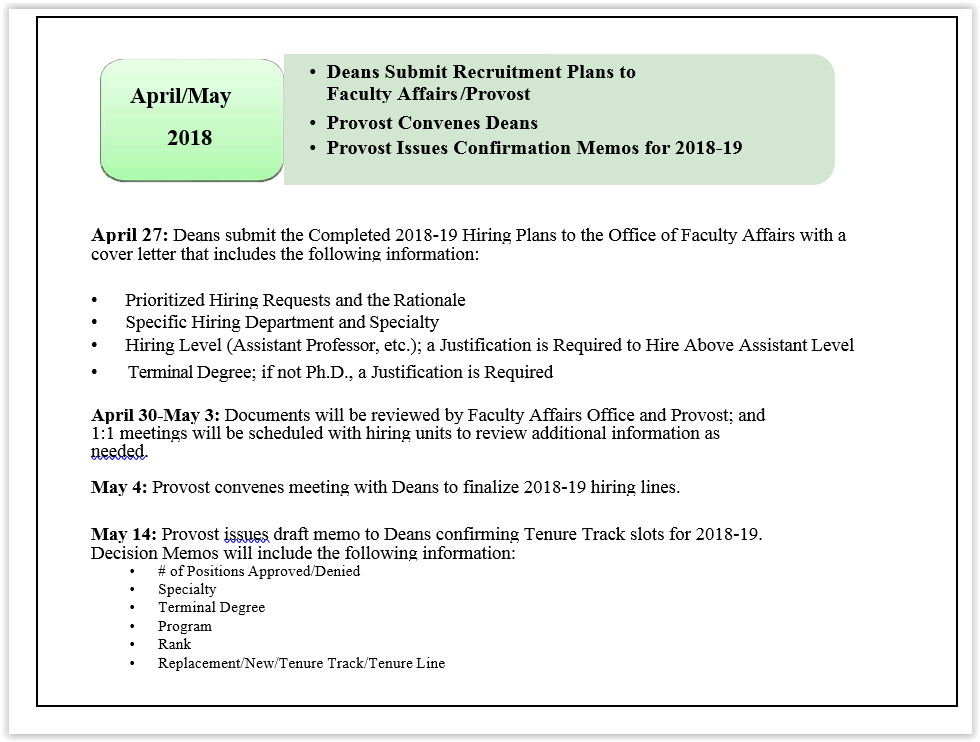 April/May
2018
• Deans Submit Recruitment Plans to
Faculty Affairs/Provost
• Provost Convenes Deans
• Provost Issues Confirmation Memos for 2018-19
April 27: Deans submit the Completed 2018-19 Hiring Plans to the Office of Faculty Affairs with a
cover letter that includes the following information:
• Prioritized Hiring Requests and the Rationale
• Specific Hiring Department and Specialty
• Hiring Level (Assistant Professor, etc.); a Justification is Required to Hire Above Assistant Level
• Terminal Degree; if not Ph.D., a Justification is Required
April 30-May 3: Documents will be reviewed by Faculty Affairs Office and Provost; and
1:1 meetings will be scheduled with hiring units to review additional information as
needed.
May 4: Provost convenes meeting with Deans to finalize 2018-19 hiring lines.
May 14: Provost issues draft memo to Deans confirming Tenure Track slots for 2018-19.
Decision Memos will include the following information:
• # of Positions Approved/Denied
• Specialty
• Terminal Degree
• Program
• Rank
• Replacement/New/Tenure Track/Tenure Line